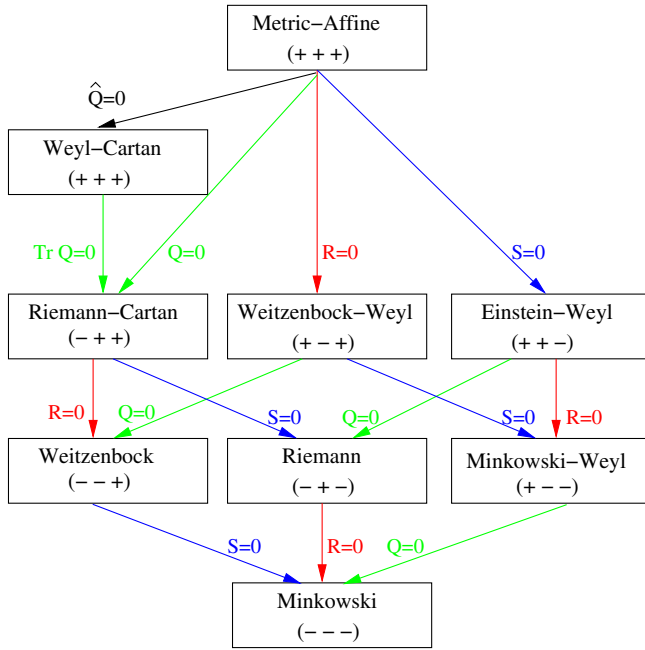 Metric−Affine
(+ + +)
Q̂=0
Weyl−Cartan
(+ + +)
Tr Q=0
Q=0
R=0
S=0
Riemann−Cartan
(− + +)
Weitzenbock−Weyl
(+ − +)
Einstein−Weyl
(+ + −)
R=0
Q=0
S=0
Q=0
S=0
R=0
Weitzenbock
(− − +)
Riemann
(− + −)
Minkowski−Weyl
(+ − −)
S=0
R=0
Q=0
Minkowski
(− − −)